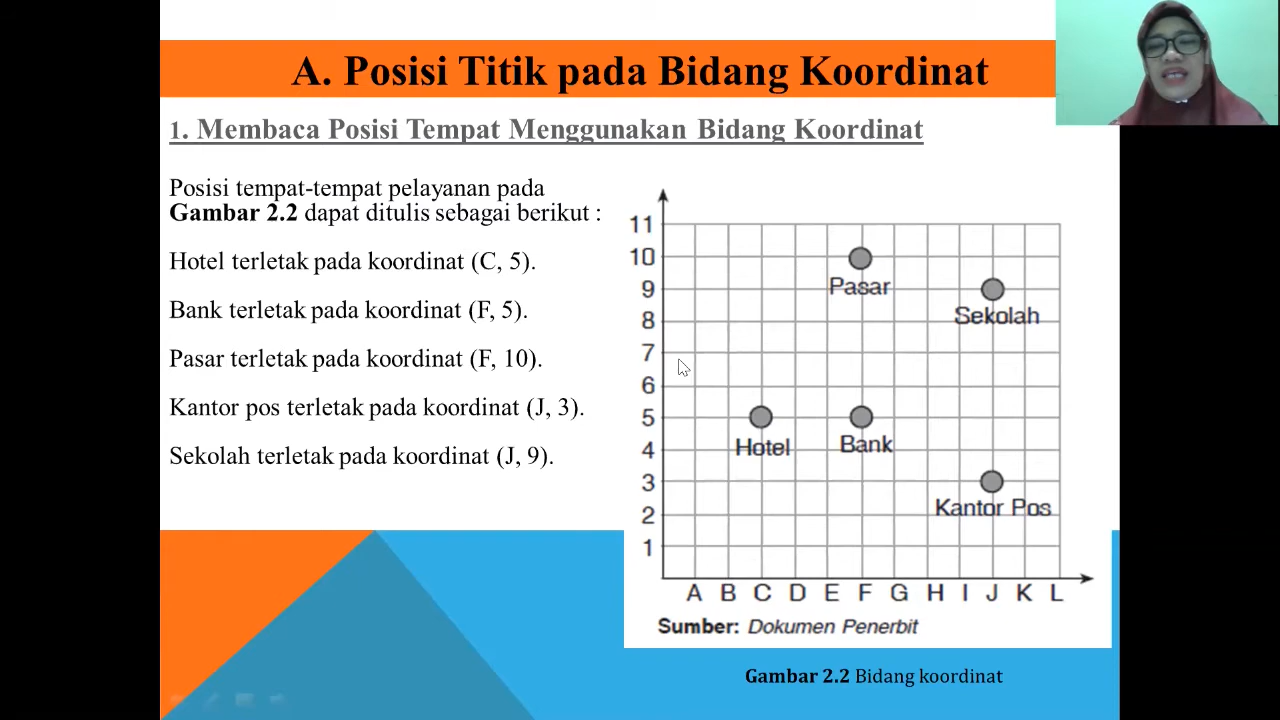 A. Posisi Titik pada Bidang Koordinat
1. Membaca Posisi Tempat Menggunakan Bidang Koordinat
Posisi tempat-tempat pelayanan pada
Gambar 2.2 dapat ditulis sebagai berikut :
Hotel terletak pada koordinat (C, 5).
Bank terletak pada koordinat (F, 5).
Pasar terletak pada koordinat (F, 10).
Kantor pos terletak pada koordinat (J, 3).
Sekolah terletak pada koordinat (J, 9).
11
10
Pasar
9
Sekolah
8
7
6
5
Hotel
Bank
4
3
Kantor Pos
2
1
A B C D E F G H I J K L
Sumber: Dokumen Penerbit
Gambar 2.2 Bidang koordinat